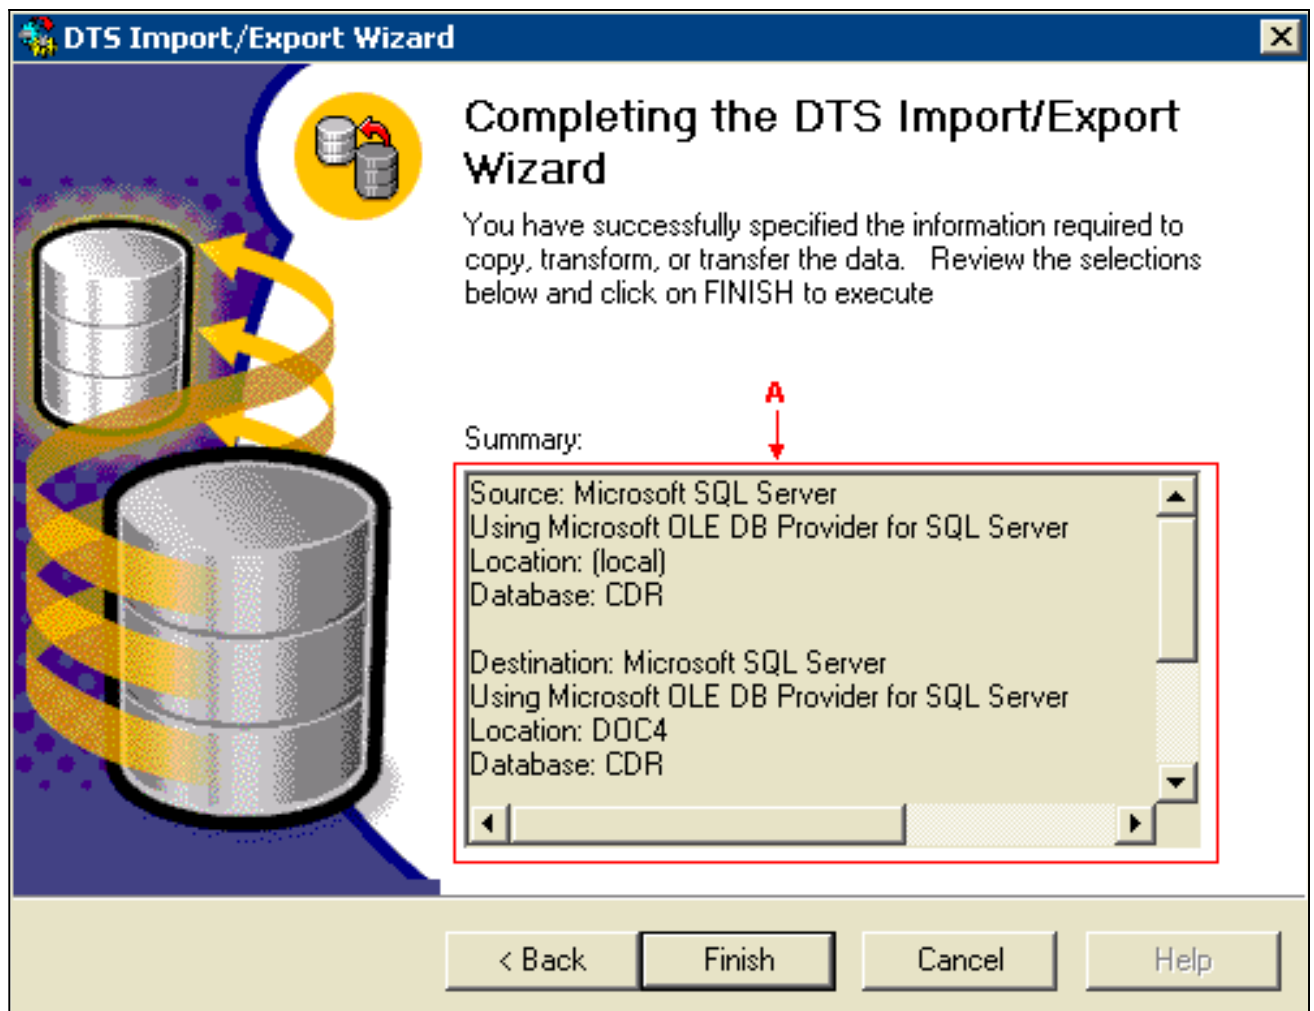 DTS Import/Export Wizard
Completing the DTS Import/Export
Wizard
You have successfully specified the information required to
copy, transform, or transfer the data.   Review the selections
below and click on FINISH to execute
A
Summary:
Source: Microsoft SQL Server
Using Microsoft OLE DB Provider for SQL Server
Location: (local)
Database: CDR
Destination: Microsoft SQL Server
Using Microsoft OLE DB Provider for SQL Server
Location: DOC4
Database: CDR
< Back Finish Cancel Help